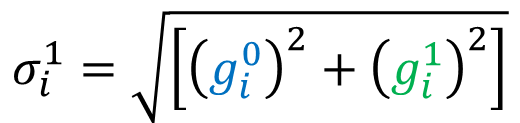 σ_i^1 = √[(g_i^0)^2 + (g_i^1)^2]